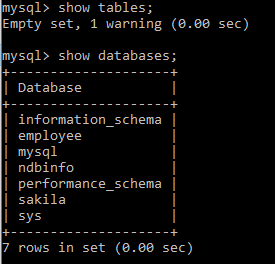 mysql> show tables;
Empty set, 1 warning (0.00 sec)
mysql> show databases;
+--------------------+
| Database           |
+--------------------+
| information_schema |
| employee           |
| mysql              |
| ndbinfo            |
| performance_schema |
| sakila             |
| sys                |
+--------------------+
7 rows in set (0.00 sec)